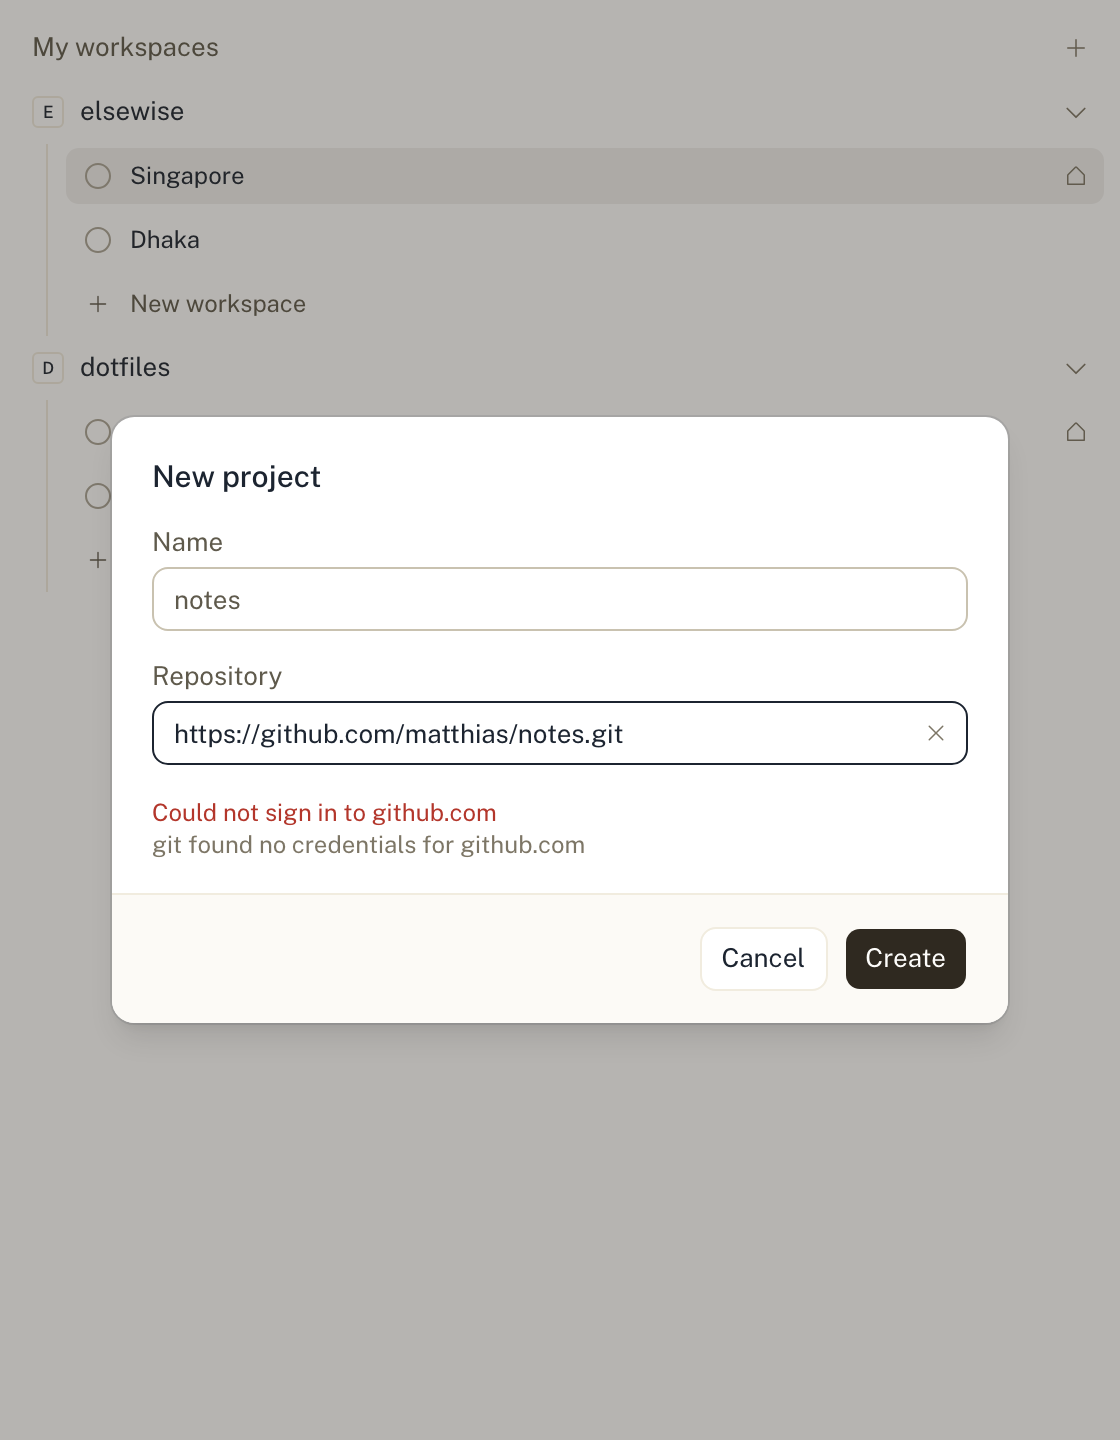 My workspaces
E elsewise
Singapore
Dhaka
New workspace
D dotfiles
New project
Name
notes
Repository
https://github.com/matthias/notes.git
Could not sign in to github.com
git found no credentials for github.com
Cancel Create